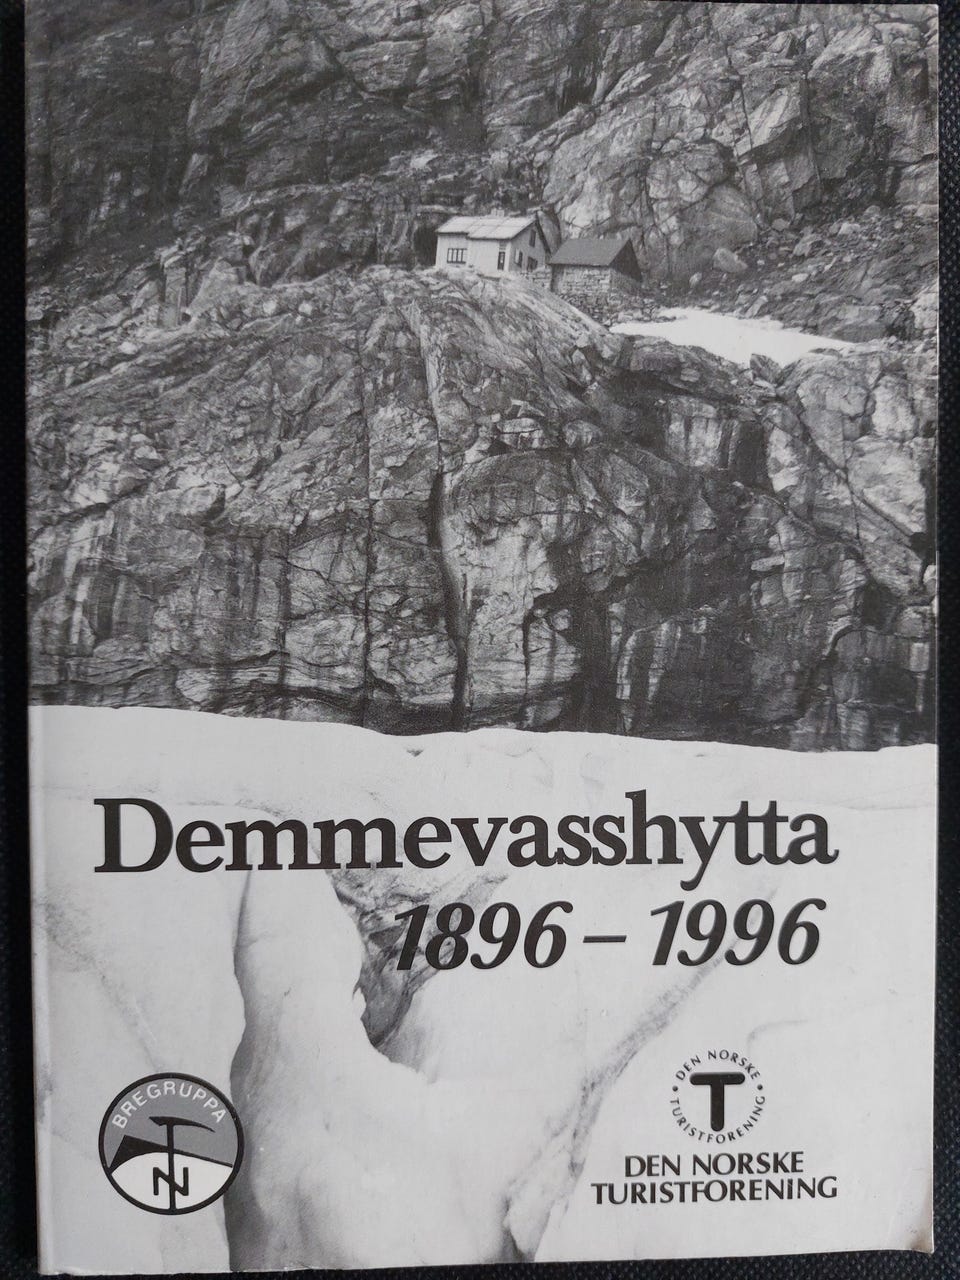 Demmevasshytta
1896 – 1996
BREGRUPPA
N
• DEN NORSKE •
TURISTFORENING
T
DEN NORSKE
TURISTFORENING